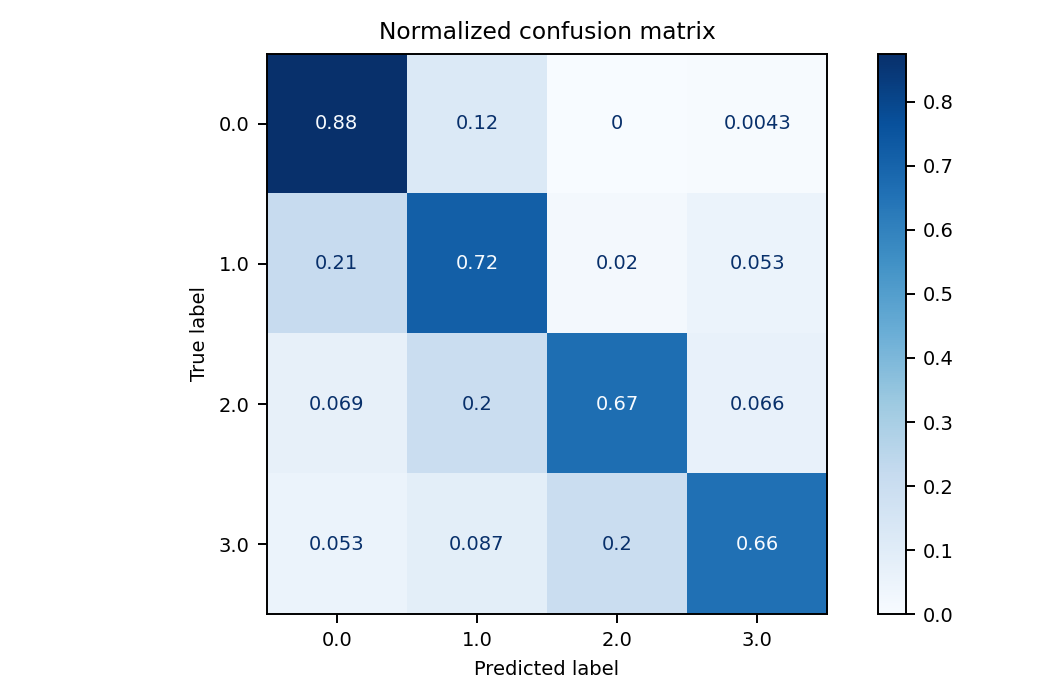 Normalized confusion matrix
0.0 0.88 0.12 0 0.0043
1.0 0.21 0.72 0.02 0.053
2.0 0.069 0.2 0.67 0.066
3.0 0.053 0.087 0.2 0.66
0.0 1.0 2.0 3.0
True label
Predicted label
0.8
0.7
0.6
0.5
0.4
0.3
0.2
0.1
0.0